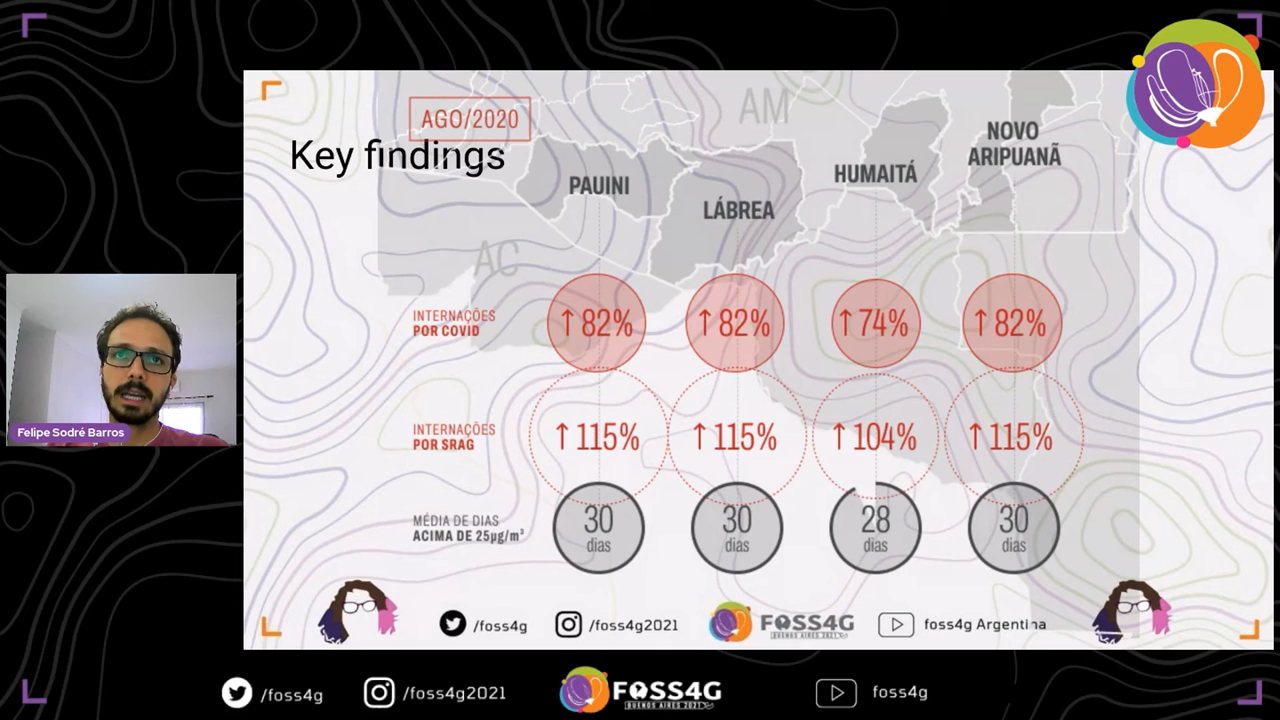 AGO/2020
Key findings
AM
AC
PAUINI
LÁBREA
HUMAITÁ
NOVO
ARIPUANÃ
INTERNAÇÕES
POR COVID
↑82%
↑82%
↑74%
↑82%
INTERNAÇÕES
POR SRAG
↑115%
↑115%
↑104%
↑115%
MÉDIA DE DIAS
ACIMA DE 25µg/m³
30
dias
30
dias
28
dias
30
dias
Felipe Sodré Barros
/foss4g
/foss4g2021
FOSS4G
BUENOS AIRES 2021
foss4g Argentina
/foss4g
/foss4g2021
FOSS4G
BUENOS AIRES 2021
foss4g